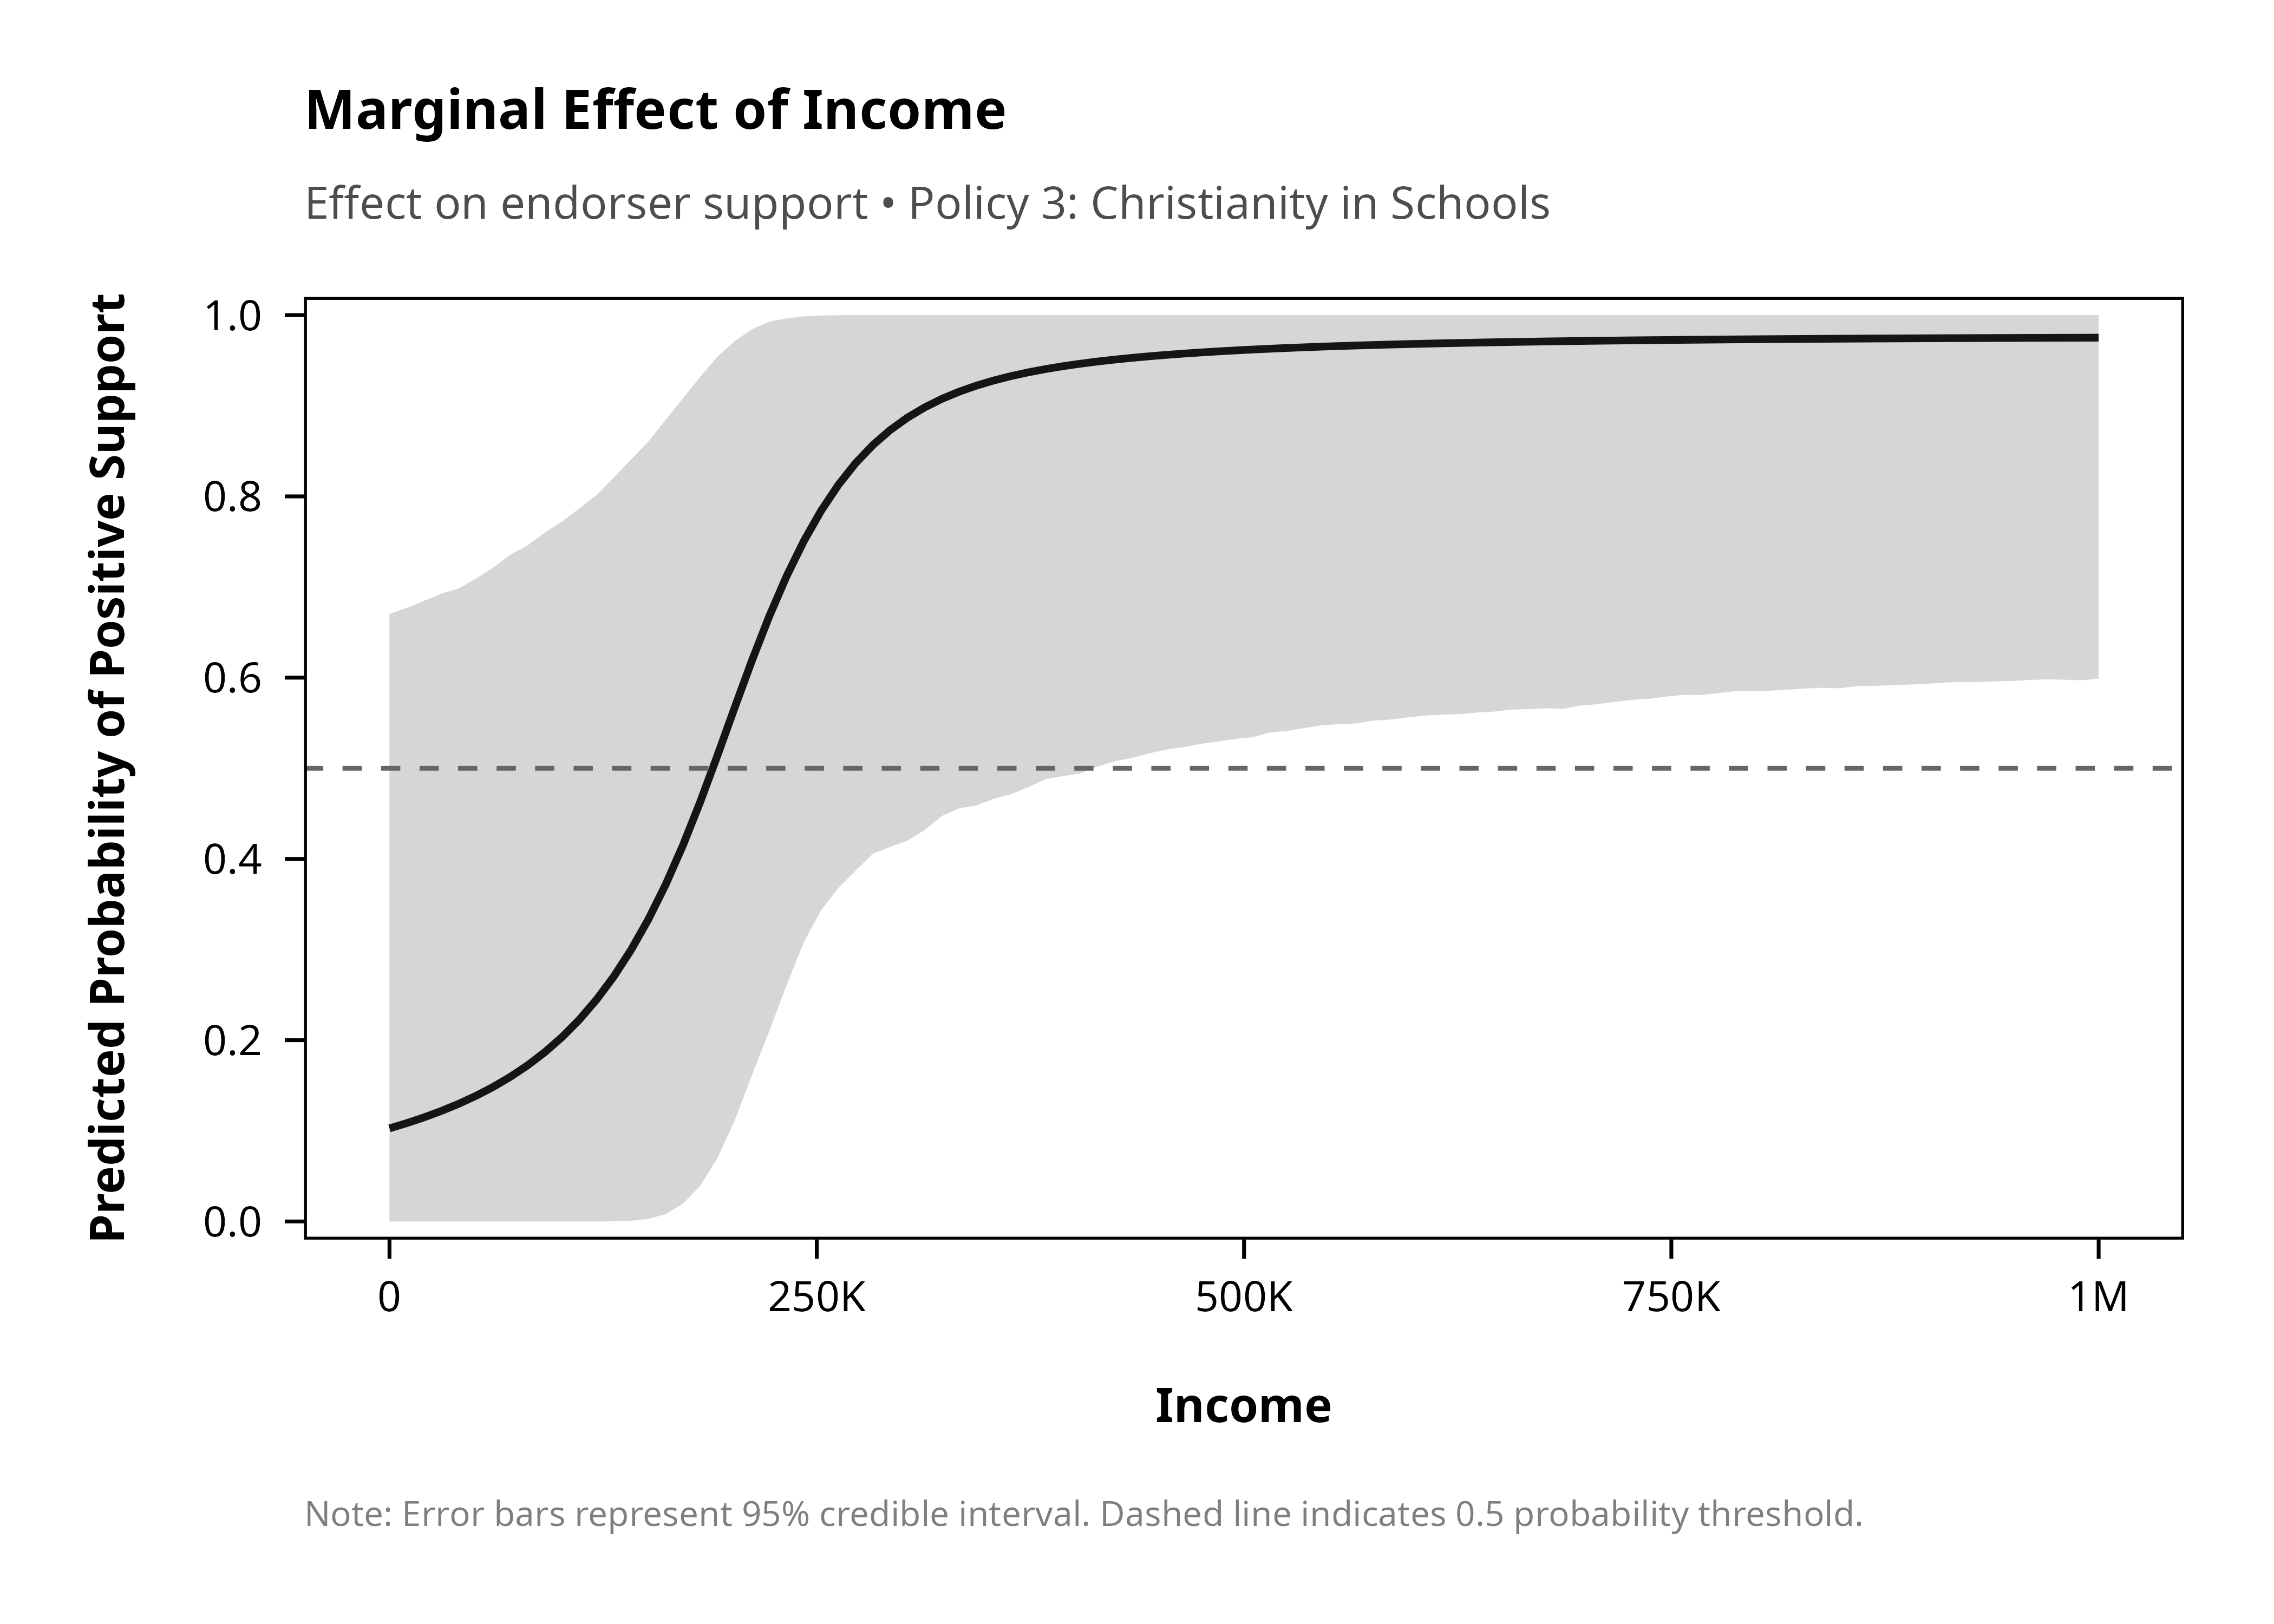 Marginal Effect of Income
Effect on endorser support • Policy 3: Christianity in Schools
Predicted Probability of Positive Support
1.0
0.8
0.6
0.4
0.2
0.0
0
250K
500K
750K
1M
Income
Note: Error bars represent 95% credible interval. Dashed line indicates 0.5 probability threshold.